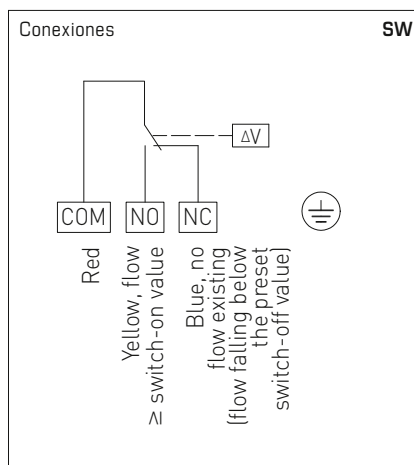 Conexiones
SW
ΔV
COM
NO
NC
Red
Yellow, flow
≥ switch-on value
Blue, no
flow existing
(flow falling below
the preset
switch-off value)